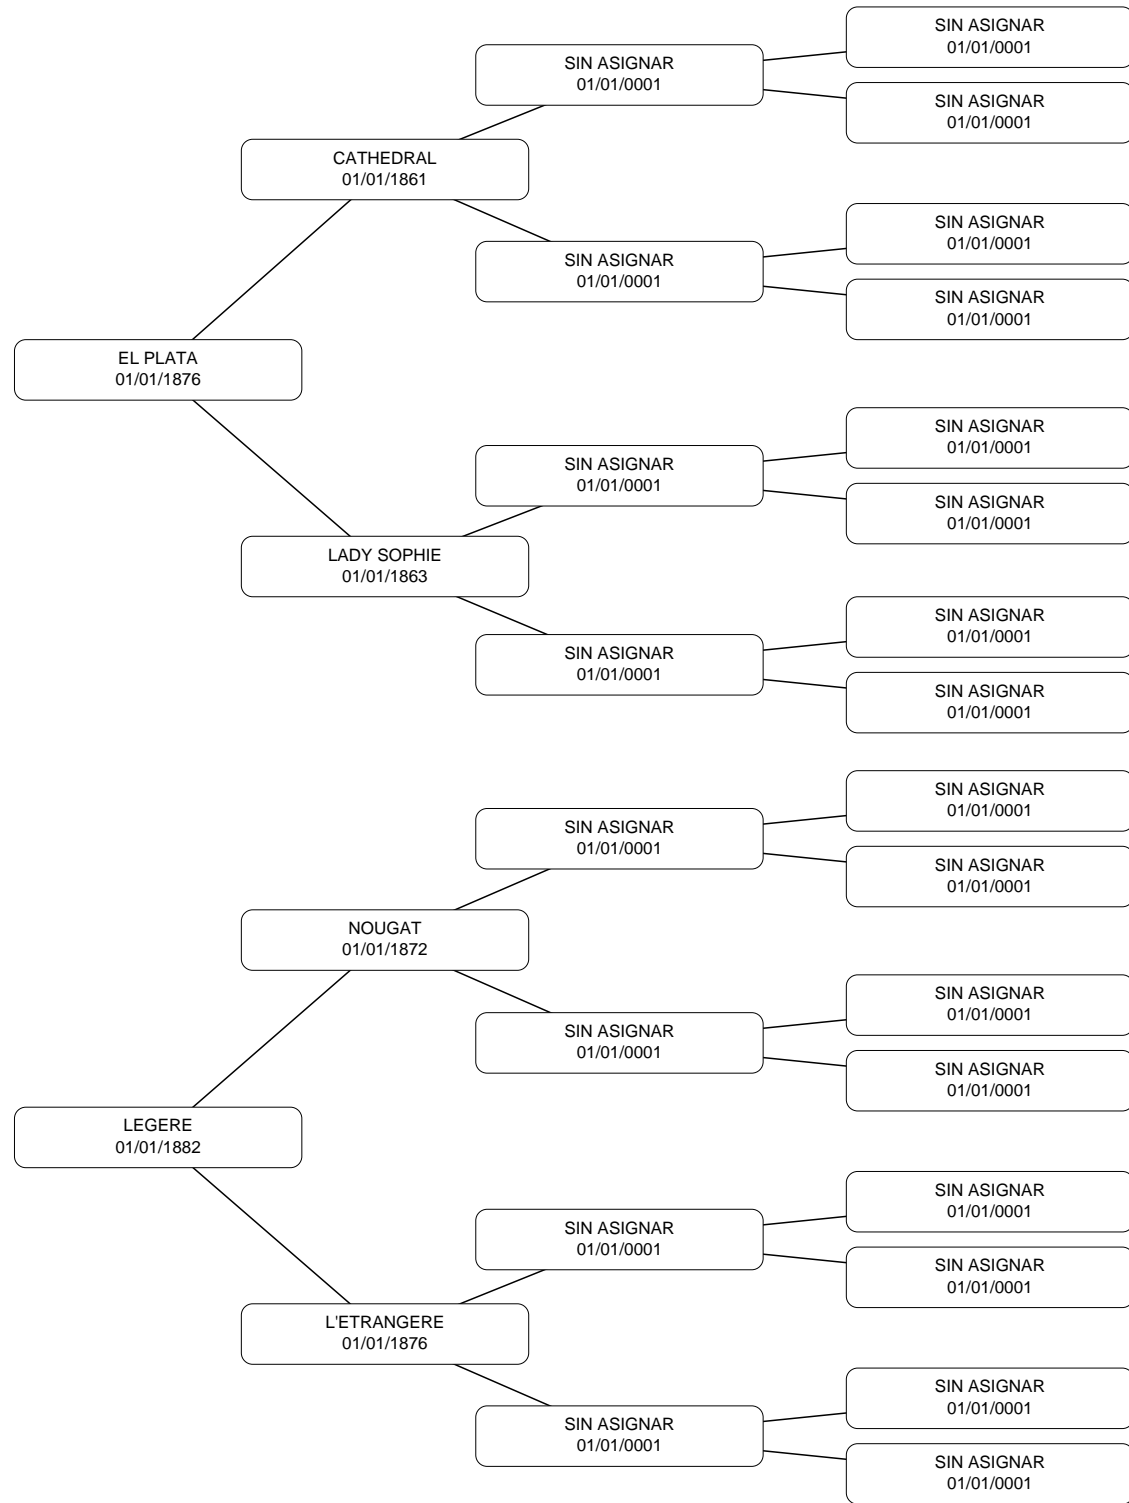 SIN ASIGNAR
01/01/0001
SIN ASIGNAR
01/01/0001
SIN ASIGNAR
01/01/0001
CATHEDRAL
01/01/1861
SIN ASIGNAR
01/01/0001
SIN ASIGNAR
01/01/0001
SIN ASIGNAR
01/01/0001
EL PLATA
01/01/1876
SIN ASIGNAR
01/01/0001
SIN ASIGNAR
01/01/0001
SIN ASIGNAR
01/01/0001
LADY SOPHIE
01/01/1863
SIN ASIGNAR
01/01/0001
SIN ASIGNAR
01/01/0001
SIN ASIGNAR
01/01/0001
SIN ASIGNAR
01/01/0001
SIN ASIGNAR
01/01/0001
SIN ASIGNAR
01/01/0001
NOUGAT
01/01/1872
SIN ASIGNAR
01/01/0001
SIN ASIGNAR
01/01/0001
SIN ASIGNAR
01/01/0001
LEGERE
01/01/1882
SIN ASIGNAR
01/01/0001
SIN ASIGNAR
01/01/0001
SIN ASIGNAR
01/01/0001
L'ETRANGERE
01/01/1876
SIN ASIGNAR
01/01/0001
SIN ASIGNAR
01/01/0001
SIN ASIGNAR
01/01/0001